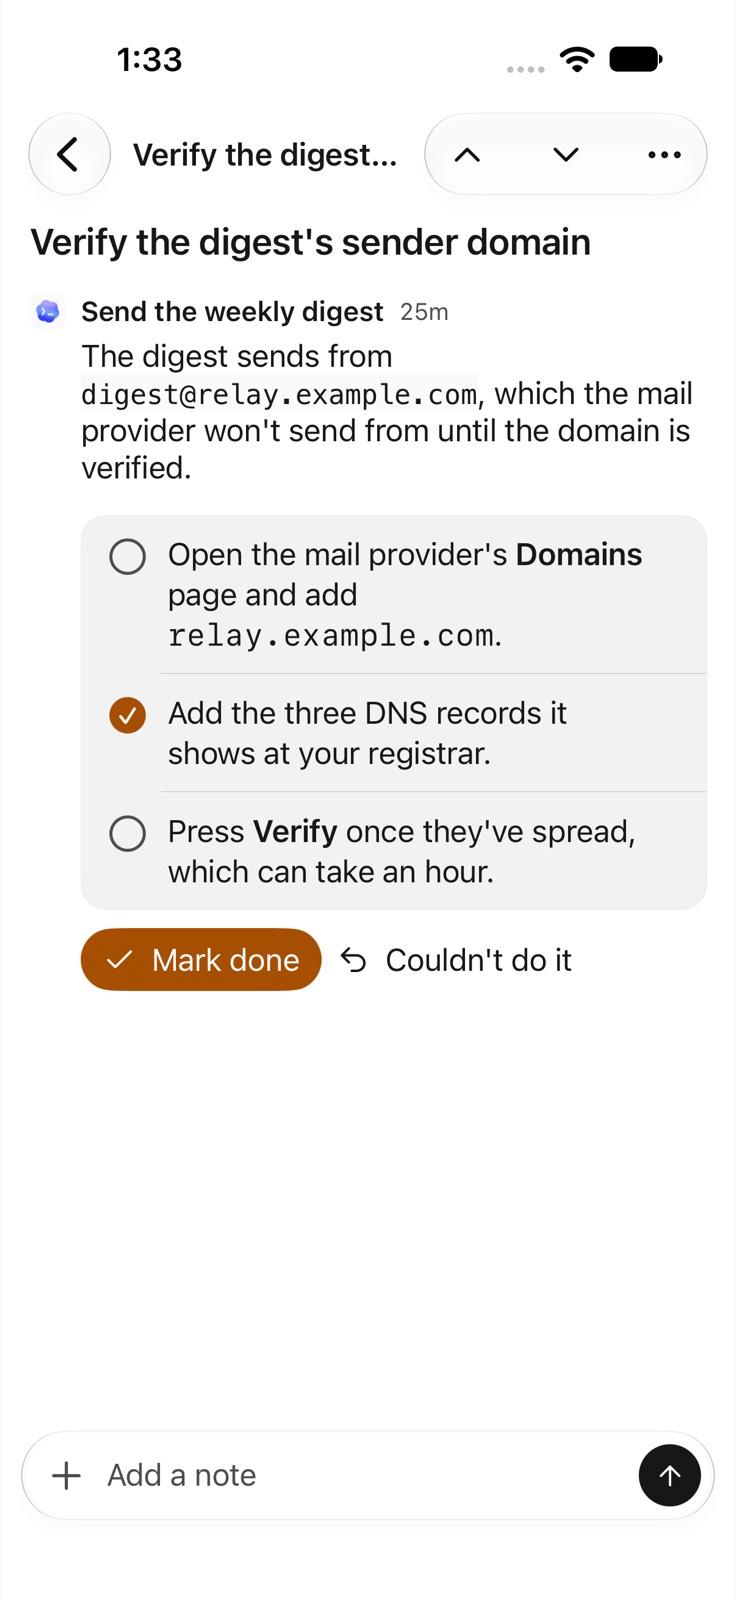 1:33
Verify the digest...
Verify the digest's sender domain
Send the weekly digest 25m
The digest sends from
digest@relay.example.com, which the mail
provider won't send from until the domain is
verified.
Open the mail provider's Domains
page and add
relay.example.com.
Add the three DNS records it
shows at your registrar.
Press Verify once they've spread,
which can take an hour.
Mark done
Couldn't do it
Add a note